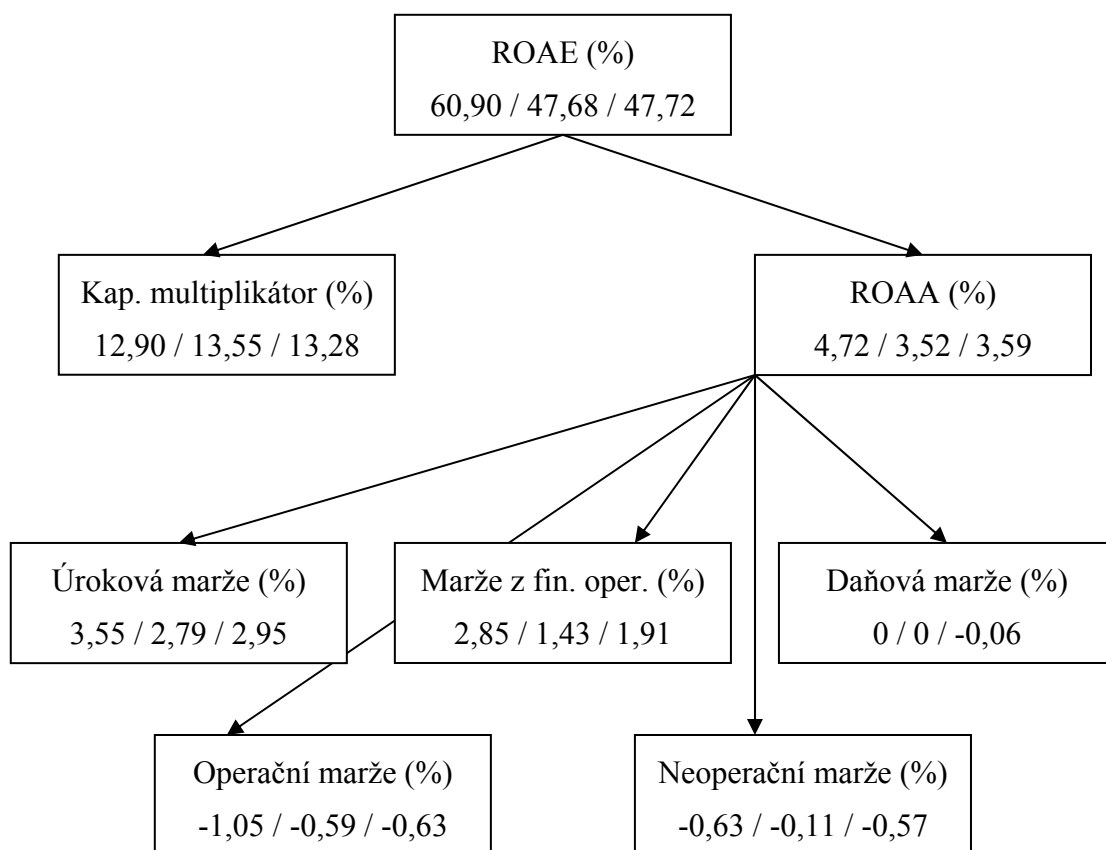 ROAE (%)
60,90 / 47,68 / 47,72
Kap. multiplikátor (%)
12,90 / 13,55 / 13,28
ROAA (%)
4,72 / 3,52 / 3,59
Úroková marže (%)
3,55 / 2,79 / 2,95
Marže z fin. oper. (%)
2,85 / 1,43 / 1,91
Daňová marže (%)
0 / 0 / -0,06
Operační marže (%)
-1,05 / -0,59 / -0,63
Neoperační marže (%)
-0,63 / -0,11 / -0,57